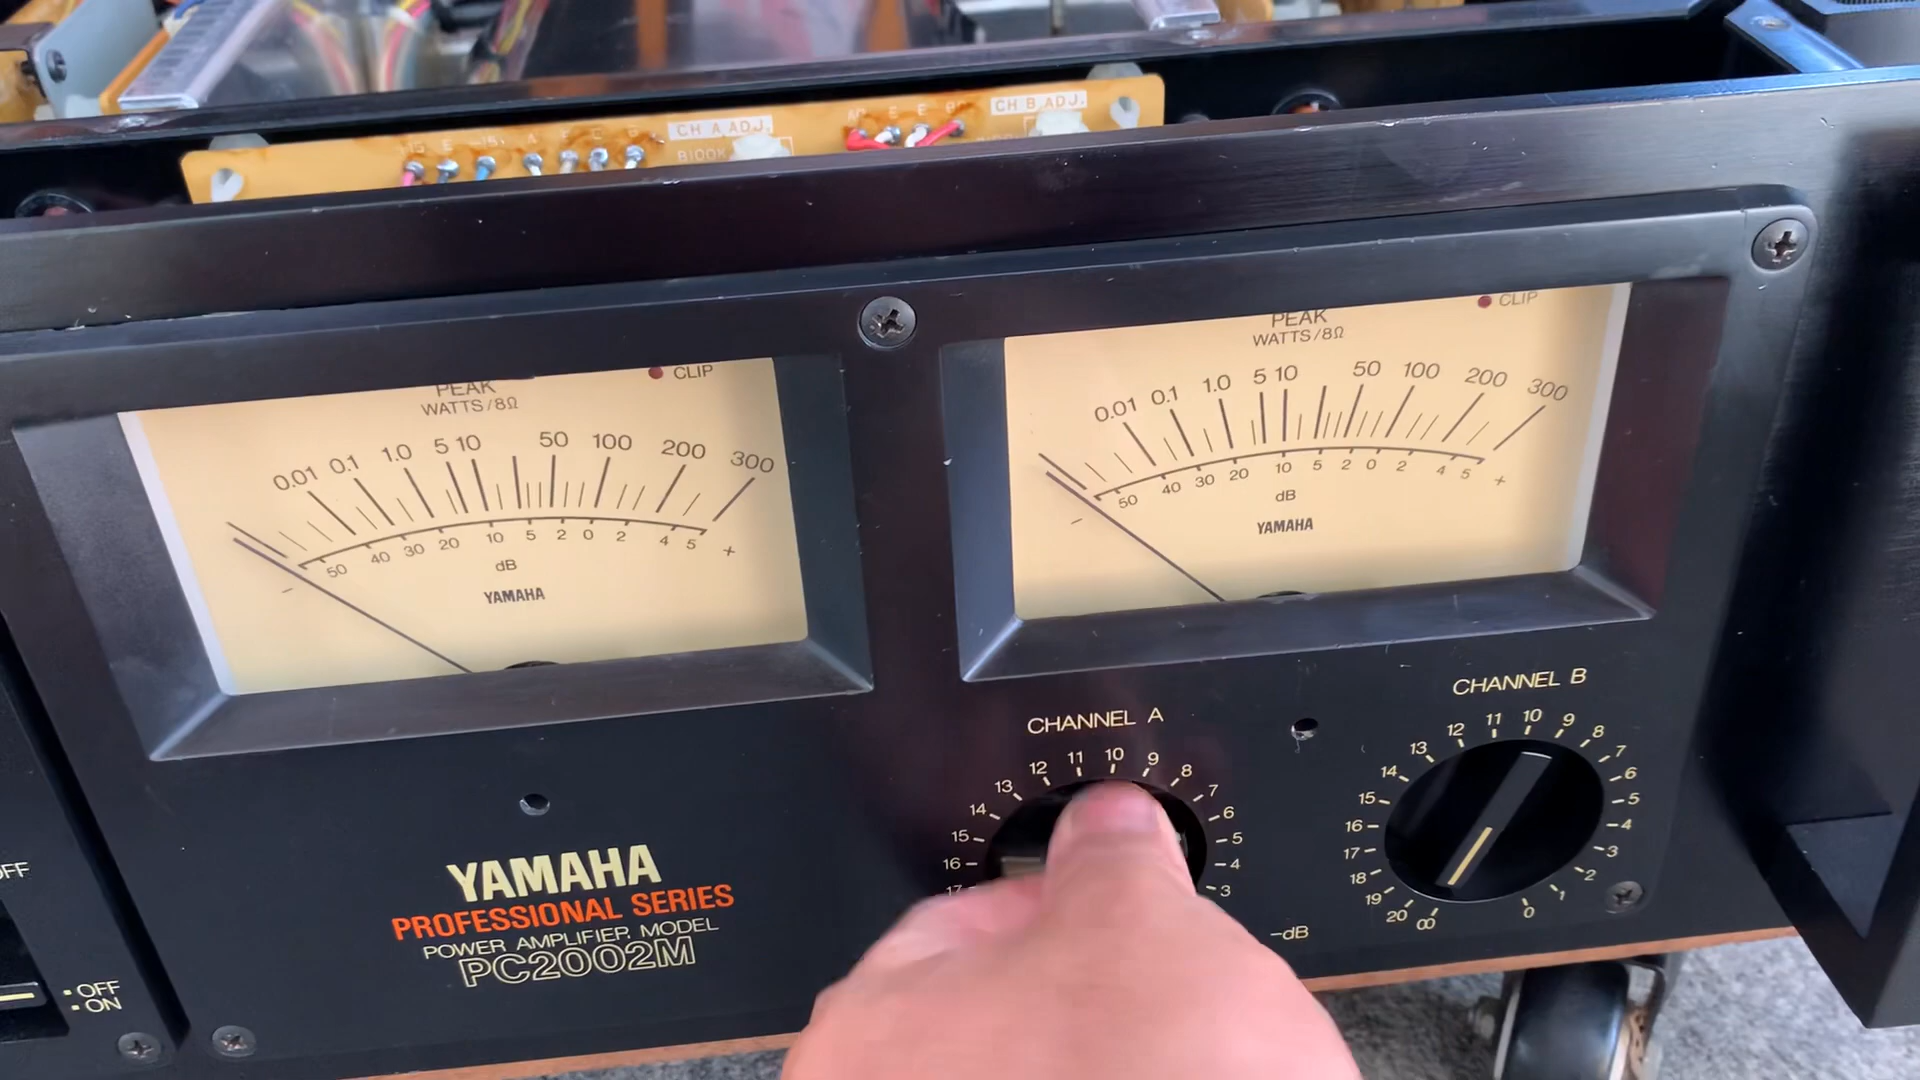 +15 E -15 A E C B
CH A ADJ.
B100K
E E
CH B ADJ.
PEAK
WATTS/8Ω
CLIP
0.01 0.1 1.0 5 10 50 100 200 300
50 40 30 20 10 5 2 0 2 4 5
- +
dB
YAMAHA
PEAK
WATTS/8Ω
CLIP
0.01 0.1 1.0 5 10 50 100 200 300
50 40 30 20 10 5 2 0 2 4 5
- +
dB
YAMAHA
CHANNEL A
17 16 15 14 13 12 11 10 9 8 7 6 5 4 3
CHANNEL B
∞ 20 19 18 17 16 15 14 13 12 11 10 9 8 7 6 5 4 3 2 1 0
-dB
YAMAHA
PROFESSIONAL SERIES
POWER AMPLIFIER, MODEL
PC2002M
OFF
OFF
ON